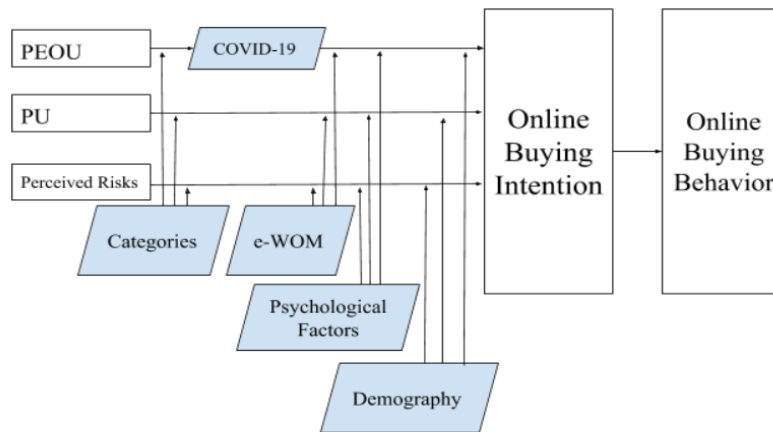 PEOU
COVID-19
PU
Perceived Risks
Online
Buying
Intention
Online
Buying
Behavior
Categories
e-WOM
Psychological
Factors
Demography